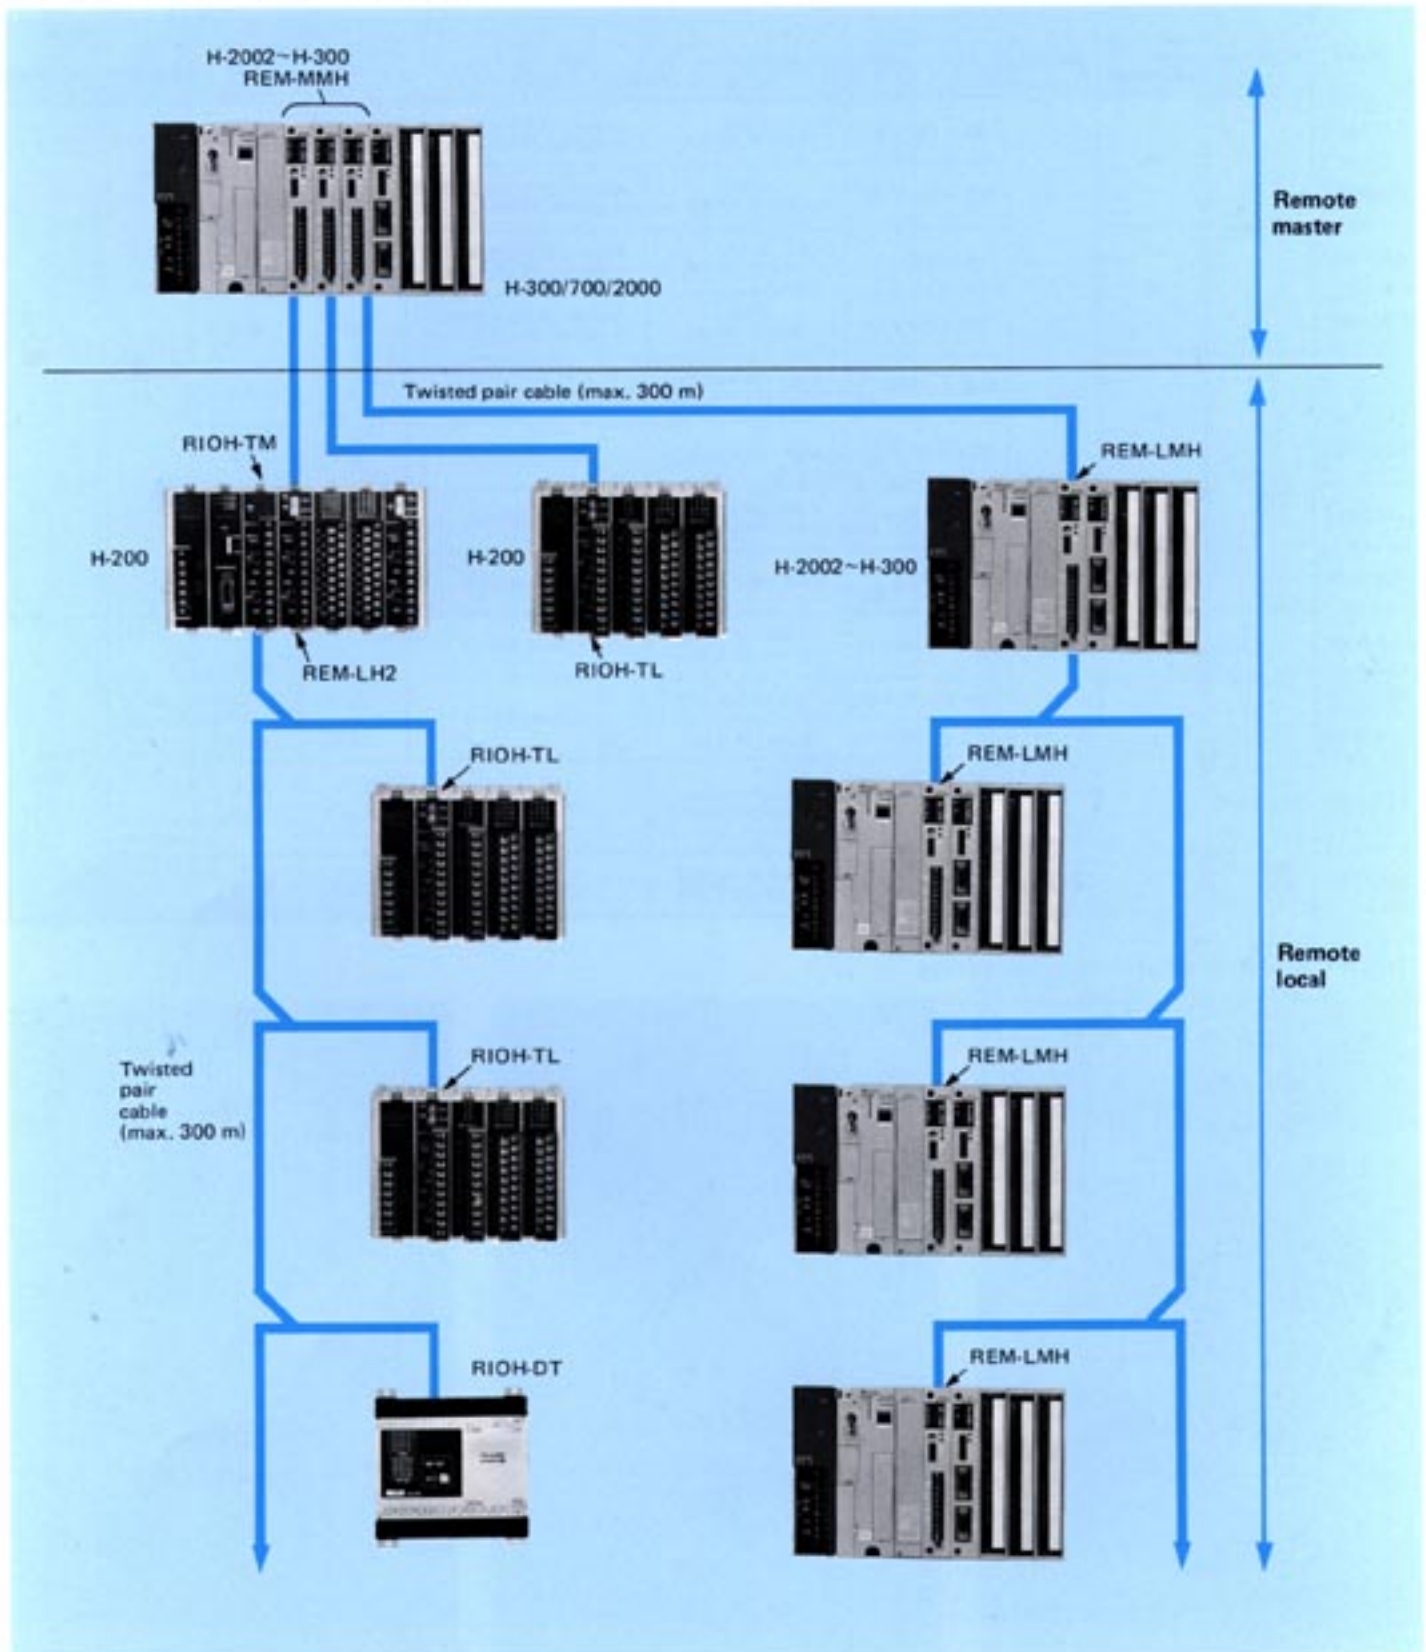 H-2002~H-300
REM-MMH
Remote
master
H-300/700/2000
Twisted pair cable (max. 300 m)
RIOH-TM
REM-LMH
H-200
H-200
H-2002~H-300
REM-LH2
RIOH-TL
RIOH-TL
REM-LMH
Remote
local
RIOH-TL
REM-LMH
Twisted
pair
cable
(max. 300 m)
RIOH-DT
REM-LMH